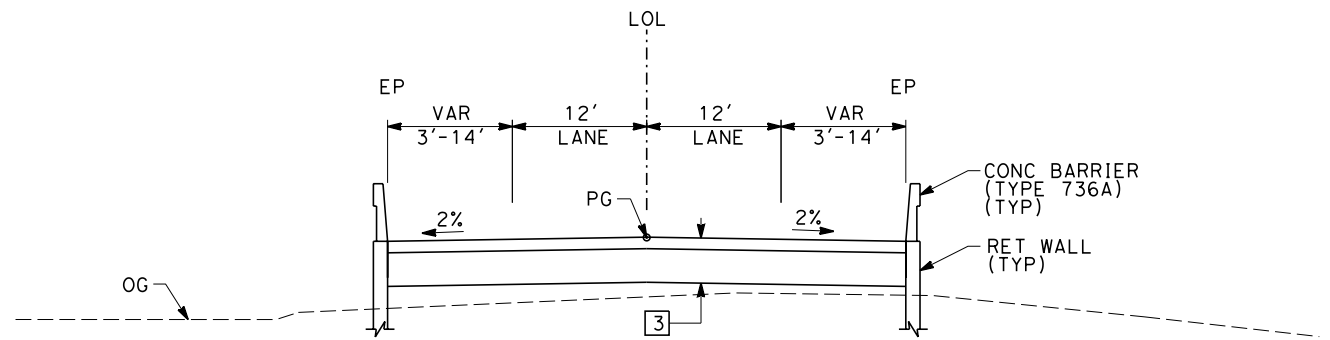 LOL
EP
EP
VAR
12'
12'
VAR
3'-14'
LANE
LANE
3'-14'
CONC BARRIER
(TYPE 736A)
(TYP)
PG
2%
2%
RET WALL
(TYP)
OG
3